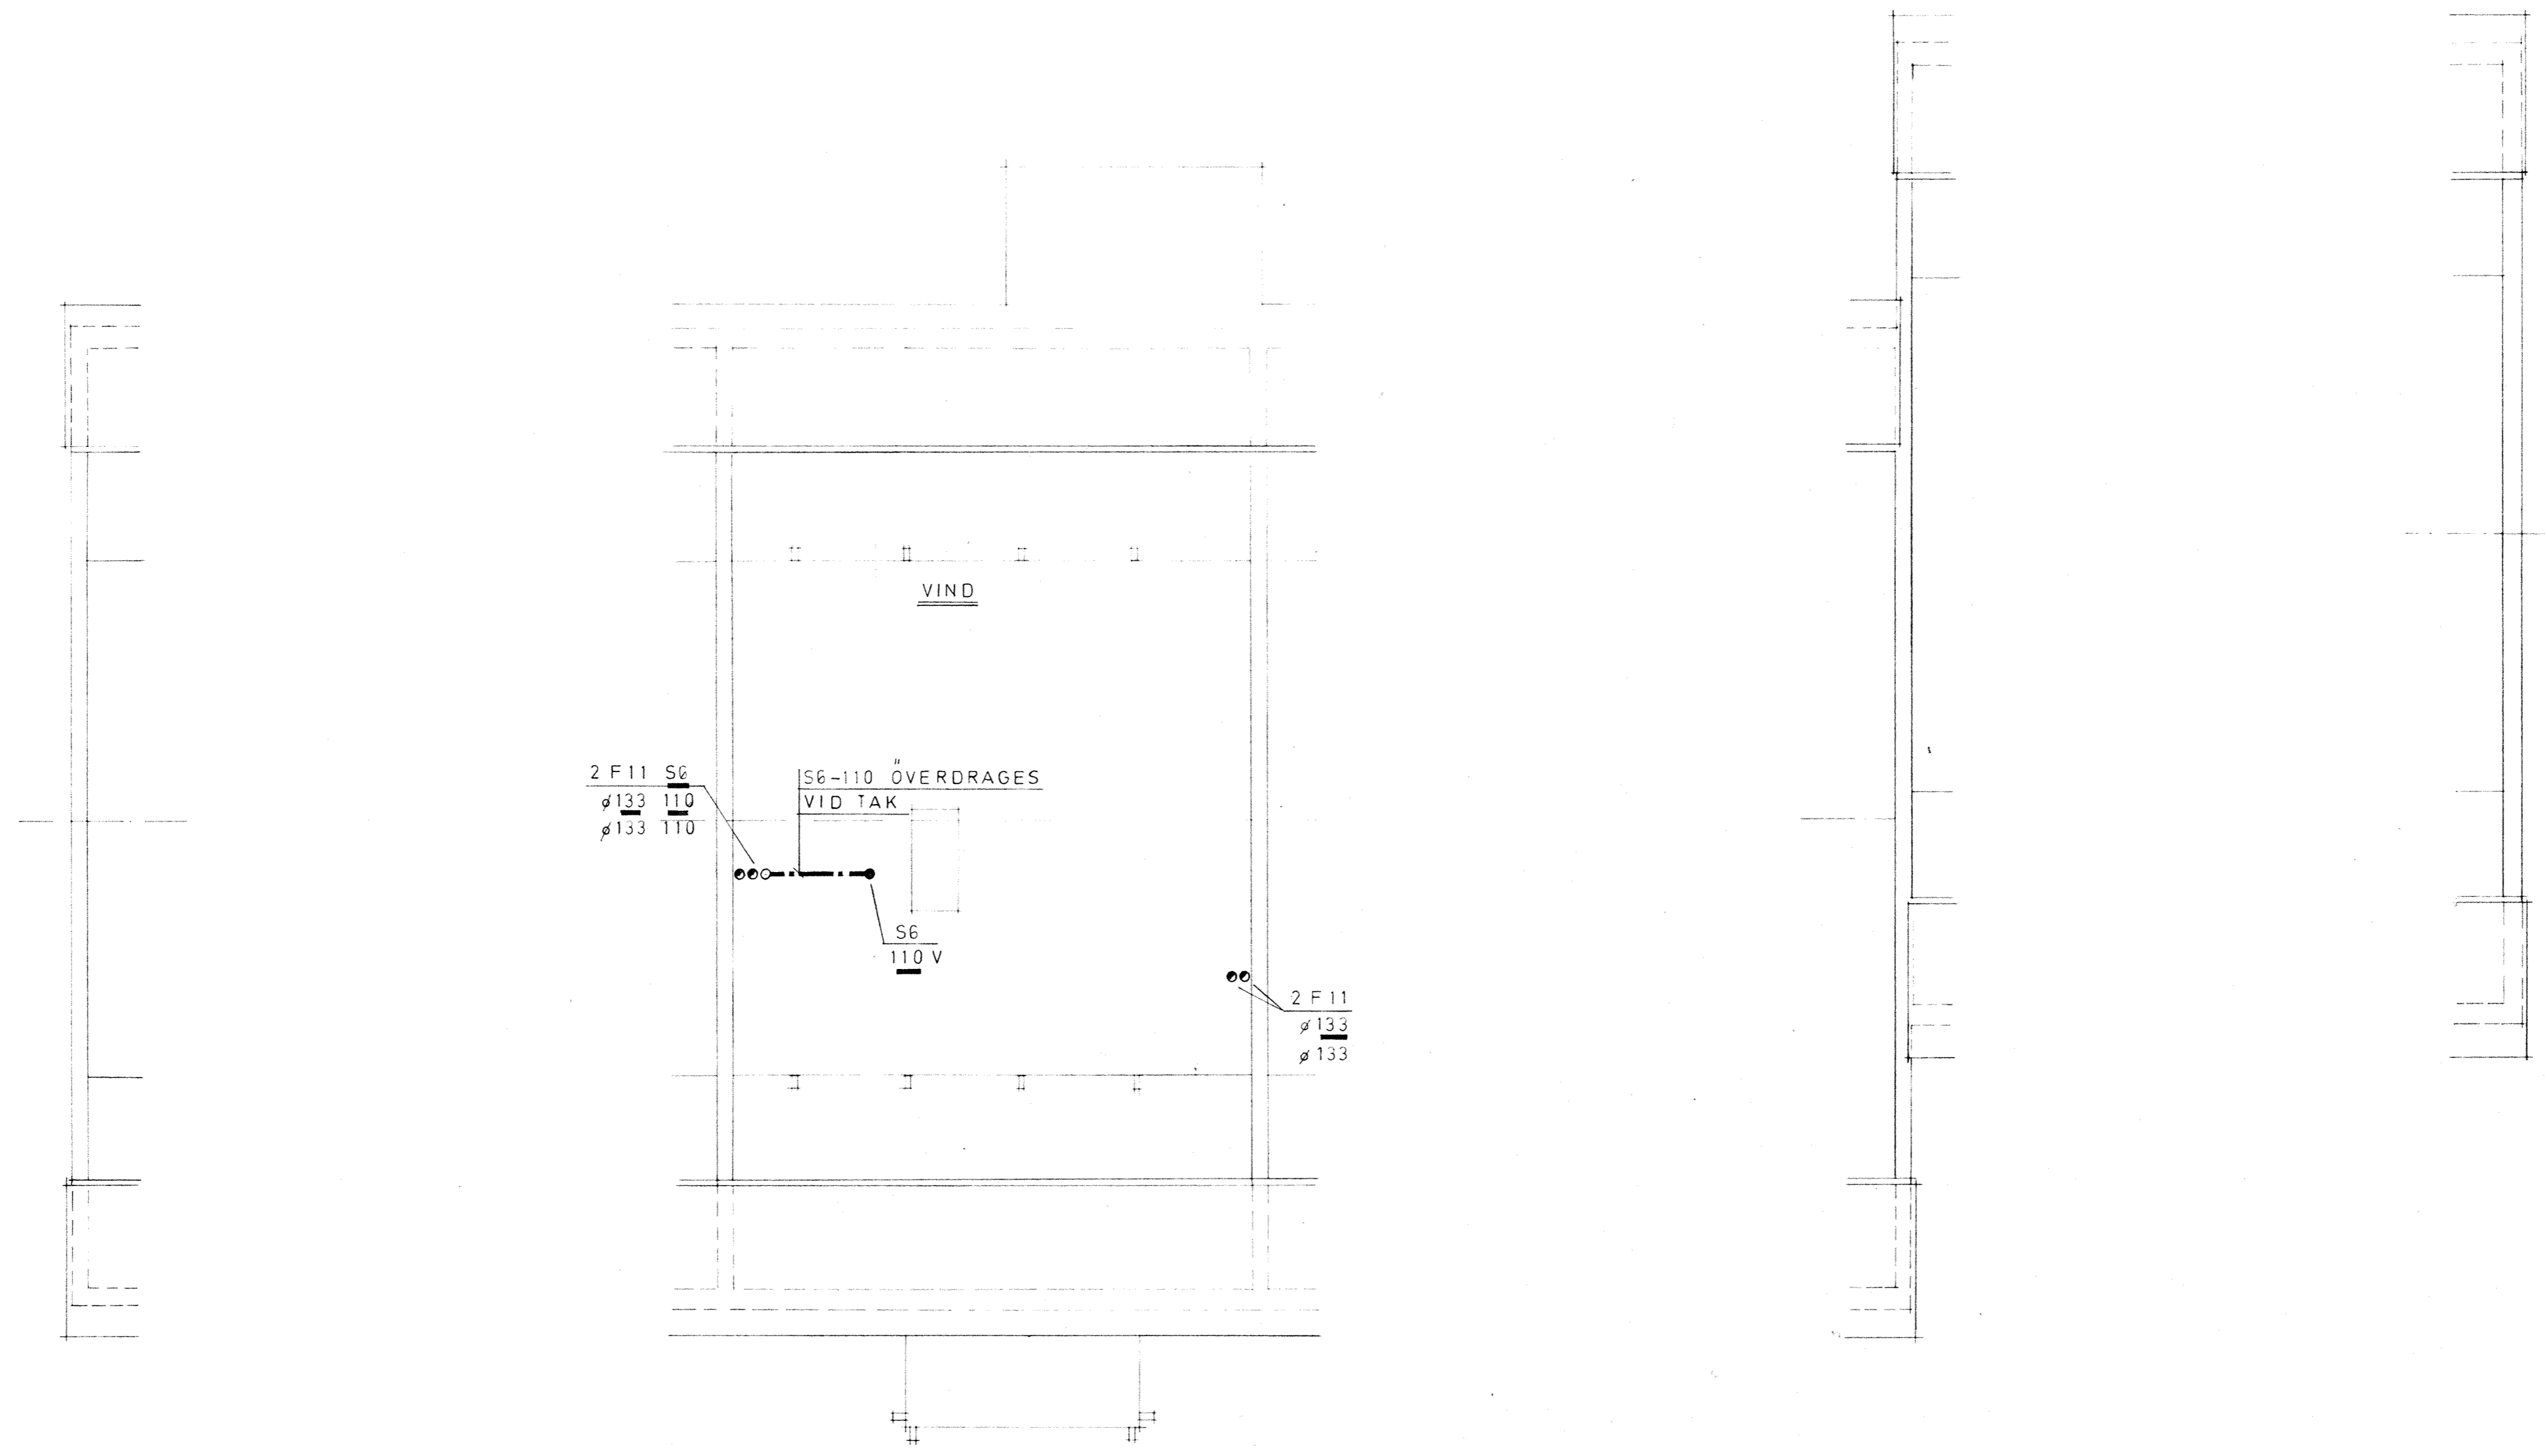 VIND
2 F11 S6
ø133 110
ø133 110
S6-110 ÖVERDRAGES
VID TAK
S6
110 V
2 F11
ø133
ø133